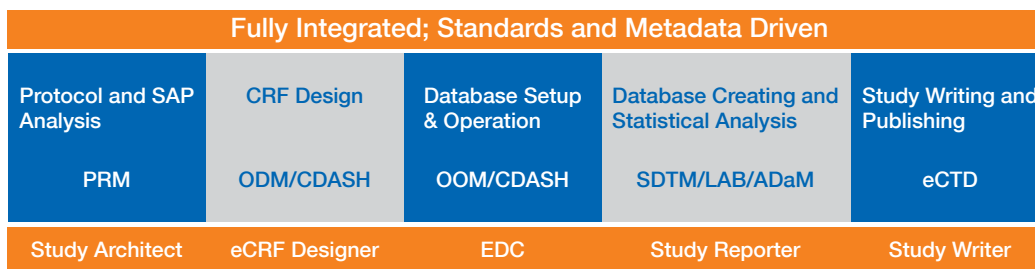 Fully Integrated; Standards and Metadata Driven
Protocol and SAP
Analysis
PRM
CRF Design
ODM/CDASH
Database Setup
& Operation
OOM/CDASH
Database Creating and
Statistical Analysis
SDTM/LAB/ADaM
Study Writing and
Publishing
eCTD
Study Architect
eCRF Designer
EDC
Study Reporter
Study Writer